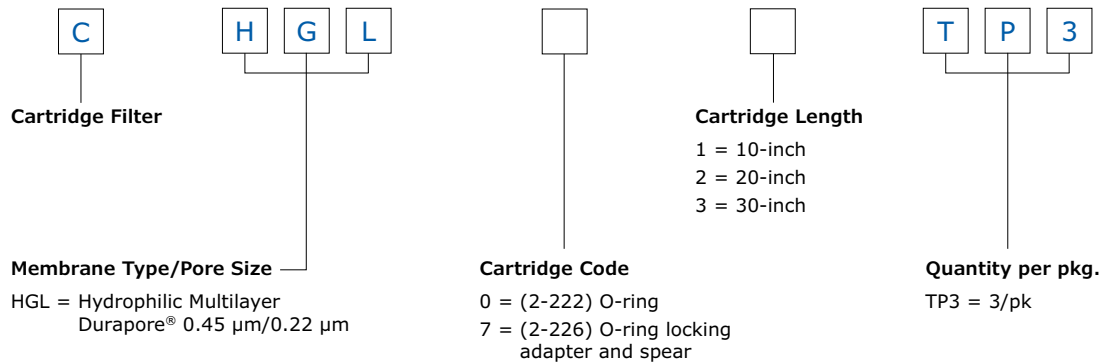 C H G L T P 3
Cartridge Filter
Cartridge Length
1 = 10-inch
2 = 20-inch
3 = 30-inch
Membrane Type/Pore Size
HGL = Hydrophilic Multilayer
Durapore® 0.45 µm/0.22 µm
Cartridge Code
0 = (2-222) O-ring
7 = (2-226) O-ring locking
adapter and spear
Quantity per pkg.
TP3 = 3/pk